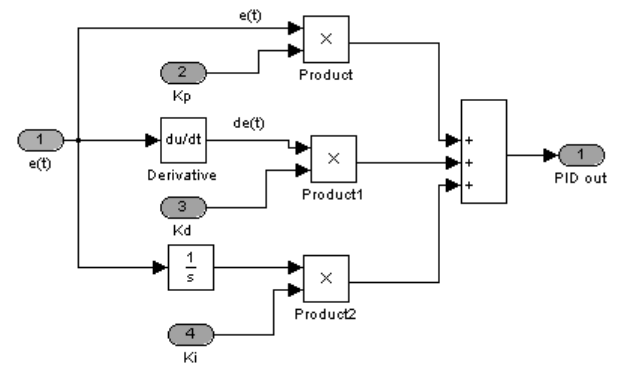 e(t)
×
Product
2
Kp
1
e(t)
du/dt
Derivative
de(t)
×
Product1
3
Kd
1
s
×
Product2
4
Ki
+
+
+
1
PID out